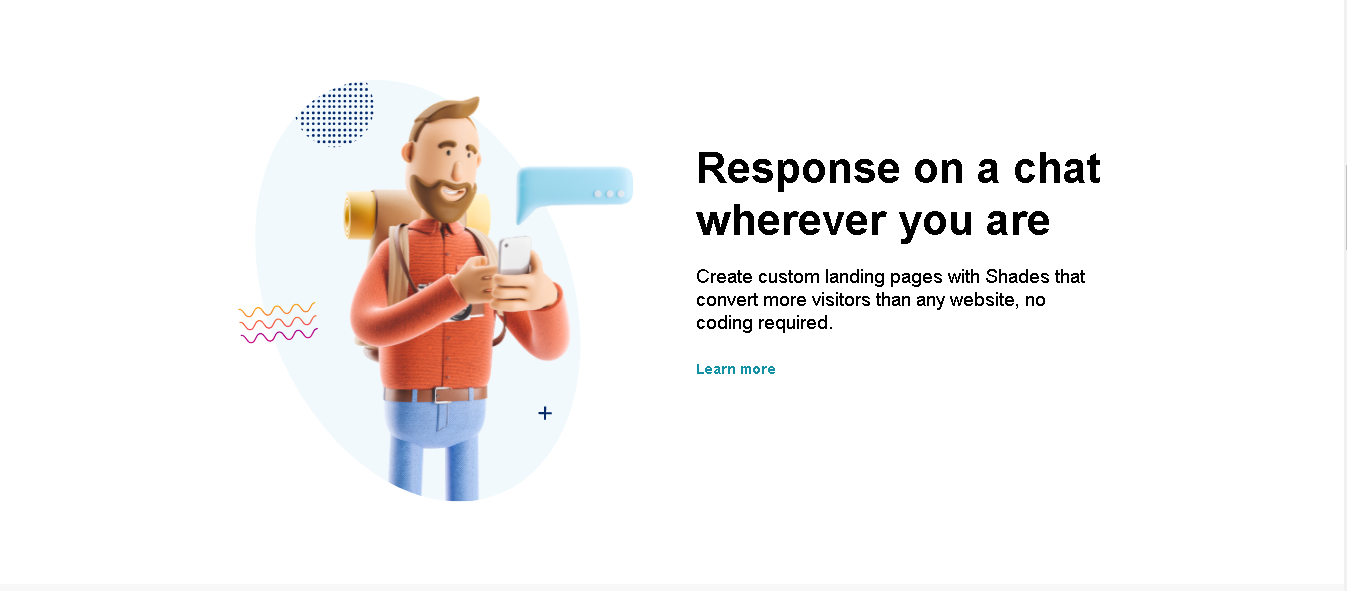 Response on a chat
wherever you are
Create custom landing pages with Shades that
convert more visitors than any website, no
coding required.
Learn more